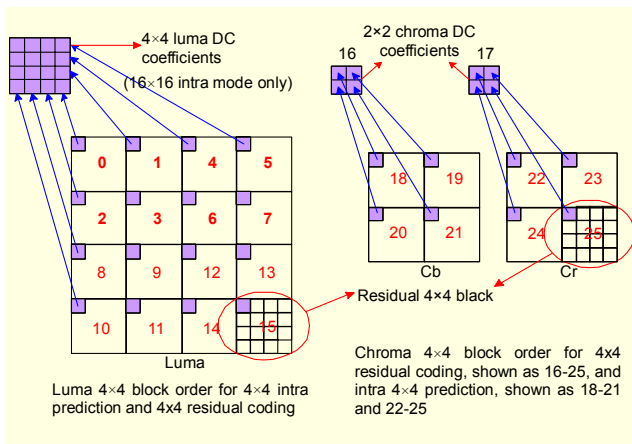 4×4 luma DC
coefficients
(16×16 intra mode only)
2×2 chroma DC
coefficients
16
17
0 1 4 5
2 3 6 7
8 9 12 13
10 11 14 15
Luma
18 19
20 21
Cb
22 23
24 25
Cr
Residual 4×4 black
Luma 4×4 block order for 4×4 intra
prediction and 4x4 residual coding
Chroma 4×4 block order for 4x4
residual coding, shown as 16-25, and
intra 4×4 prediction, shown as 18-21
and 22-25